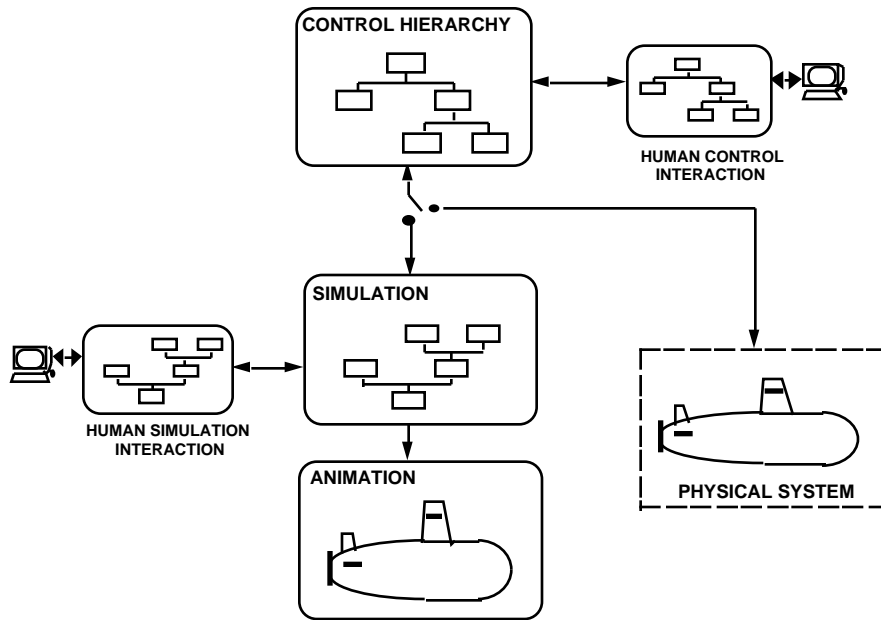 CONTROL HIERARCHY
HUMAN CONTROL
INTERACTION
SIMULATION
HUMAN SIMULATION
INTERACTION
ANIMATION
PHYSICAL SYSTEM